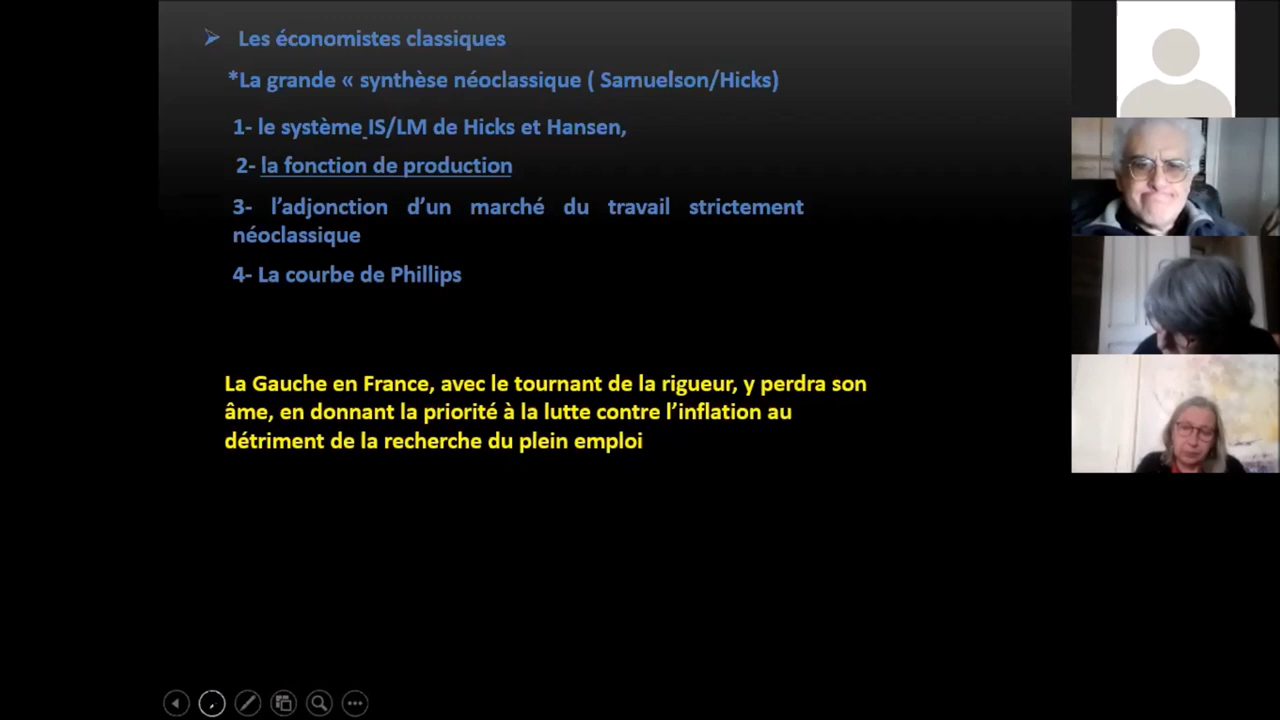 Les économistes classiques
*La grande « synthèse néoclassique ( Samuelson/Hicks)
1- le système IS/LM de Hicks et Hansen,
2- la fonction de production
3- l’adjonction d’un marché du travail strictement
néoclassique
4- La courbe de Phillips
La Gauche en France, avec le tournant de la rigueur, y perdra son
âme, en donnant la priorité à la lutte contre l’inflation au
détriment de la recherche du plein emploi